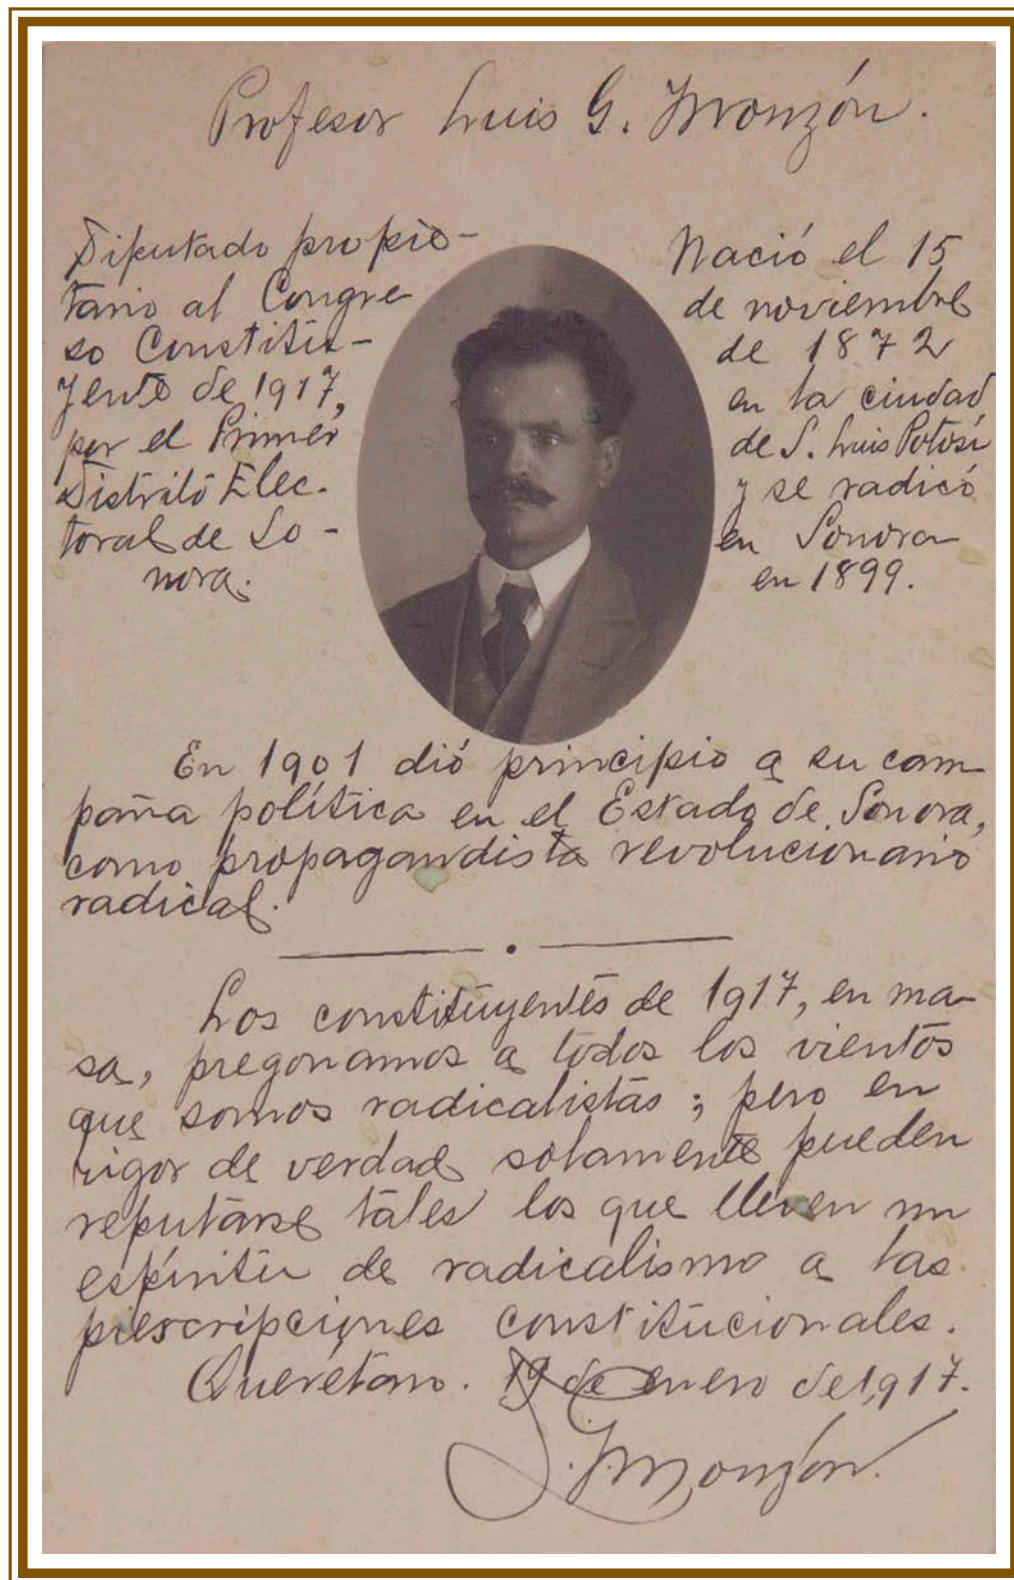 Profesor Luis G. Monzón.
Diputado propie-
tario al Congre
so Constitu-
yente de 1917,
por el Primer
Distrito Elec.
toral de So-
nora.
Nació el 15
de noviembre
de 1872
en la ciudad
de S. Luis Potosí
y se radicó
en Sonora
en 1899.
En 1901 dió principio a su cam-
paña política en el Estado de Sonora,
como propagandista revolucionario
radical.
Los constituyentes de 1917, en ma-
sa, pregonamos a todos los vientos
que somos radicalistas; pero en
rigor de verdad solamente pueden
reputarse tales los que lleven un
espíritu de radicalismo a las
prescripciones constitucionales.
Querétaro. 19 de enero de 1917.
L. G. Monzón.